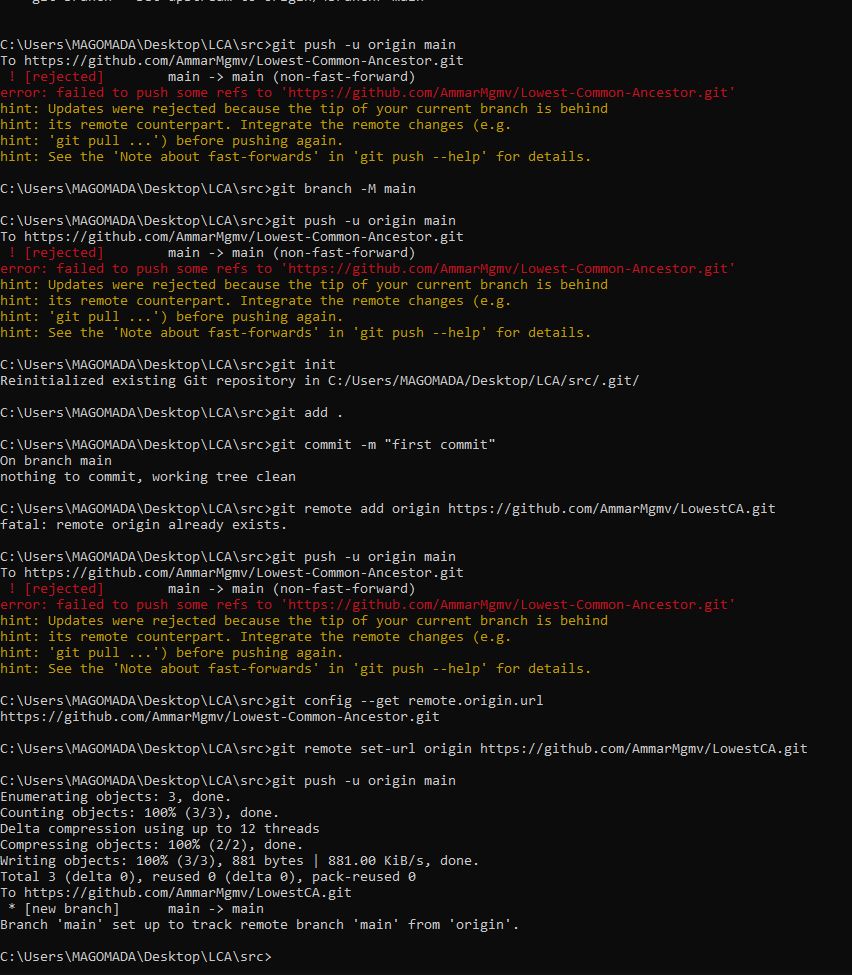 C:\Users\MAGOMADA\Desktop\LCA\src>git push -u origin main
To https://github.com/AmmarMgmv/Lowest-Common-Ancestor.git
! [rejected]        main -> main (non-fast-forward)
error: failed to push some refs to 'https://github.com/AmmarMgmv/Lowest-Common-Ancestor.git'
hint: Updates were rejected because the tip of your current branch is behind
hint: its remote counterpart. Integrate the remote changes (e.g.
hint: 'git pull ...') before pushing again.
hint: See the 'Note about fast-forwards' in 'git push --help' for details.
C:\Users\MAGOMADA\Desktop\LCA\src>git branch -M main
C:\Users\MAGOMADA\Desktop\LCA\src>git push -u origin main
To https://github.com/AmmarMgmv/Lowest-Common-Ancestor.git
! [rejected]        main -> main (non-fast-forward)
error: failed to push some refs to 'https://github.com/AmmarMgmv/Lowest-Common-Ancestor.git'
hint: Updates were rejected because the tip of your current branch is behind
hint: its remote counterpart. Integrate the remote changes (e.g.
hint: 'git pull ...') before pushing again.
hint: See the 'Note about fast-forwards' in 'git push --help' for details.
C:\Users\MAGOMADA\Desktop\LCA\src>git init
Reinitialized existing Git repository in C:/Users/MAGOMADA/Desktop/LCA/src/.git/
C:\Users\MAGOMADA\Desktop\LCA\src>git add .
C:\Users\MAGOMADA\Desktop\LCA\src>git commit -m "first commit"
On branch main
nothing to commit, working tree clean
C:\Users\MAGOMADA\Desktop\LCA\src>git remote add origin https://github.com/AmmarMgmv/LowestCA.git
fatal: remote origin already exists.
C:\Users\MAGOMADA\Desktop\LCA\src>git push -u origin main
To https://github.com/AmmarMgmv/Lowest-Common-Ancestor.git
! [rejected]        main -> main (non-fast-forward)
error: failed to push some refs to 'https://github.com/AmmarMgmv/Lowest-Common-Ancestor.git'
hint: Updates were rejected because the tip of your current branch is behind
hint: its remote counterpart. Integrate the remote changes (e.g.
hint: 'git pull ...') before pushing again.
hint: See the 'Note about fast-forwards' in 'git push --help' for details.
C:\Users\MAGOMADA\Desktop\LCA\src>git config --get remote.origin.url
https://github.com/AmmarMgmv/Lowest-Common-Ancestor.git
C:\Users\MAGOMADA\Desktop\LCA\src>git remote set-url origin https://github.com/AmmarMgmv/LowestCA.git
C:\Users\MAGOMADA\Desktop\LCA\src>git push -u origin main
Enumerating objects: 3, done.
Counting objects: 100% (3/3), done.
Delta compression using up to 12 threads
Compressing objects: 100% (2/2), done.
Writing objects: 100% (3/3), 881 bytes | 881.00 KiB/s, done.
Total 3 (delta 0), reused 0 (delta 0), pack-reused 0
To https://github.com/AmmarMgmv/LowestCA.git
* [new branch]      main -> main
Branch 'main' set up to track remote branch 'main' from 'origin'.
C:\Users\MAGOMADA\Desktop\LCA\src>